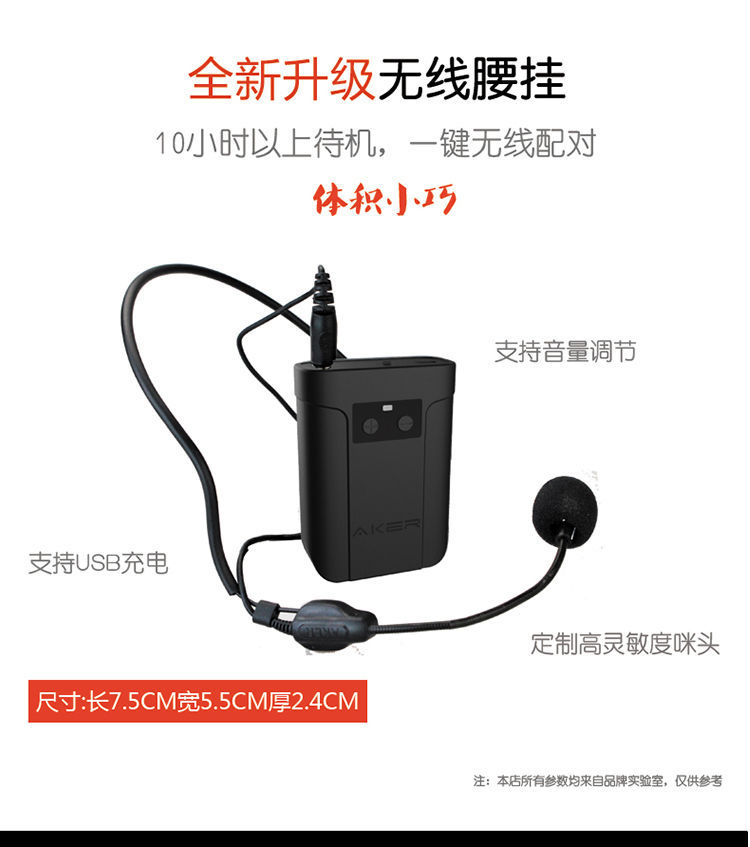 全新升级无线腰挂
10小时以上待机，一键无线配对
体积小巧
支持音量调节
AKER
支持USB充电
定制高灵敏度咪头
尺寸:长7.5CM宽5.5CM厚2.4CM
注：本店所有参数均来自品牌实验室，仅供参考